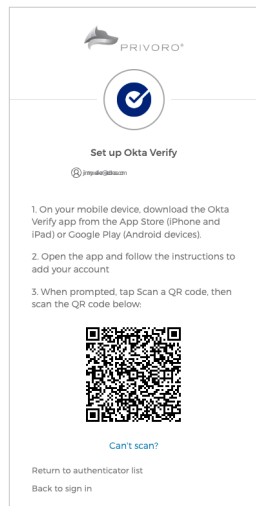 PRIVORO®
Set up Okta Verify
1. On your mobile device, download the Okta
Verify app from the App Store (iPhone and
iPad) or Google Play (Android devices).
2. Open the app and follow the instructions to
add your account
3. When prompted, tap Scan a QR code, then
scan the QR code below:
Can't scan?
Return to authenticator list
Back to sign in